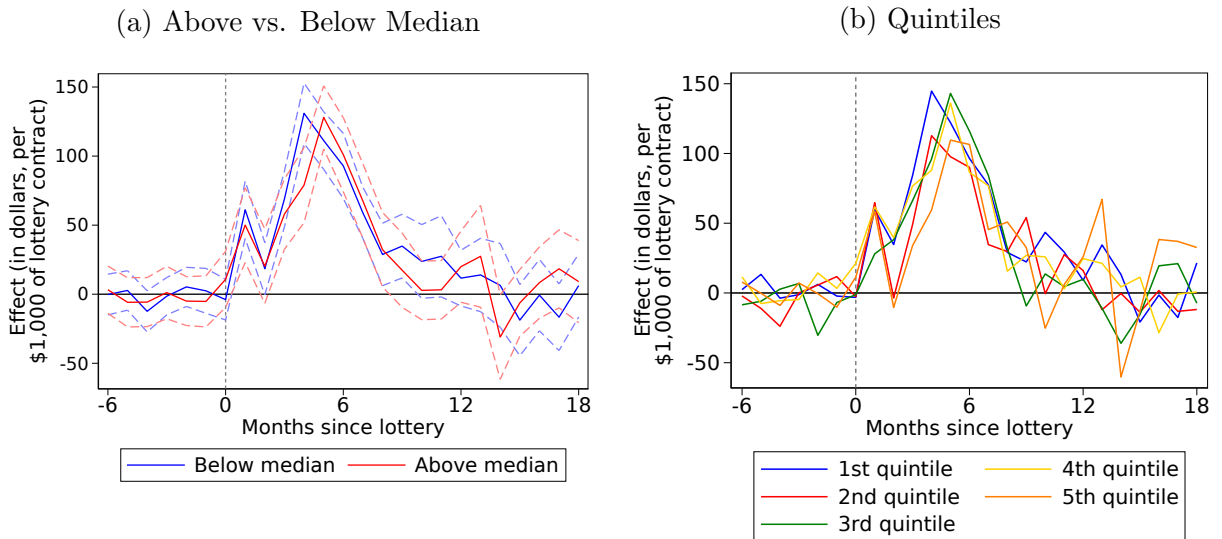 (a) Above vs. Below Median
Effect (in dollars, per
$1,000 of lottery contract)
150
100
50
0
-50
-6
0
6
12
18
Months since lottery
Below median
Above median
(b) Quintiles
Effect (in dollars, per
$1,000 of lottery contract)
150
100
50
0
-50
-6
0
6
12
18
Months since lottery
1st quintile
4th quintile
2nd quintile
5th quintile
3rd quintile